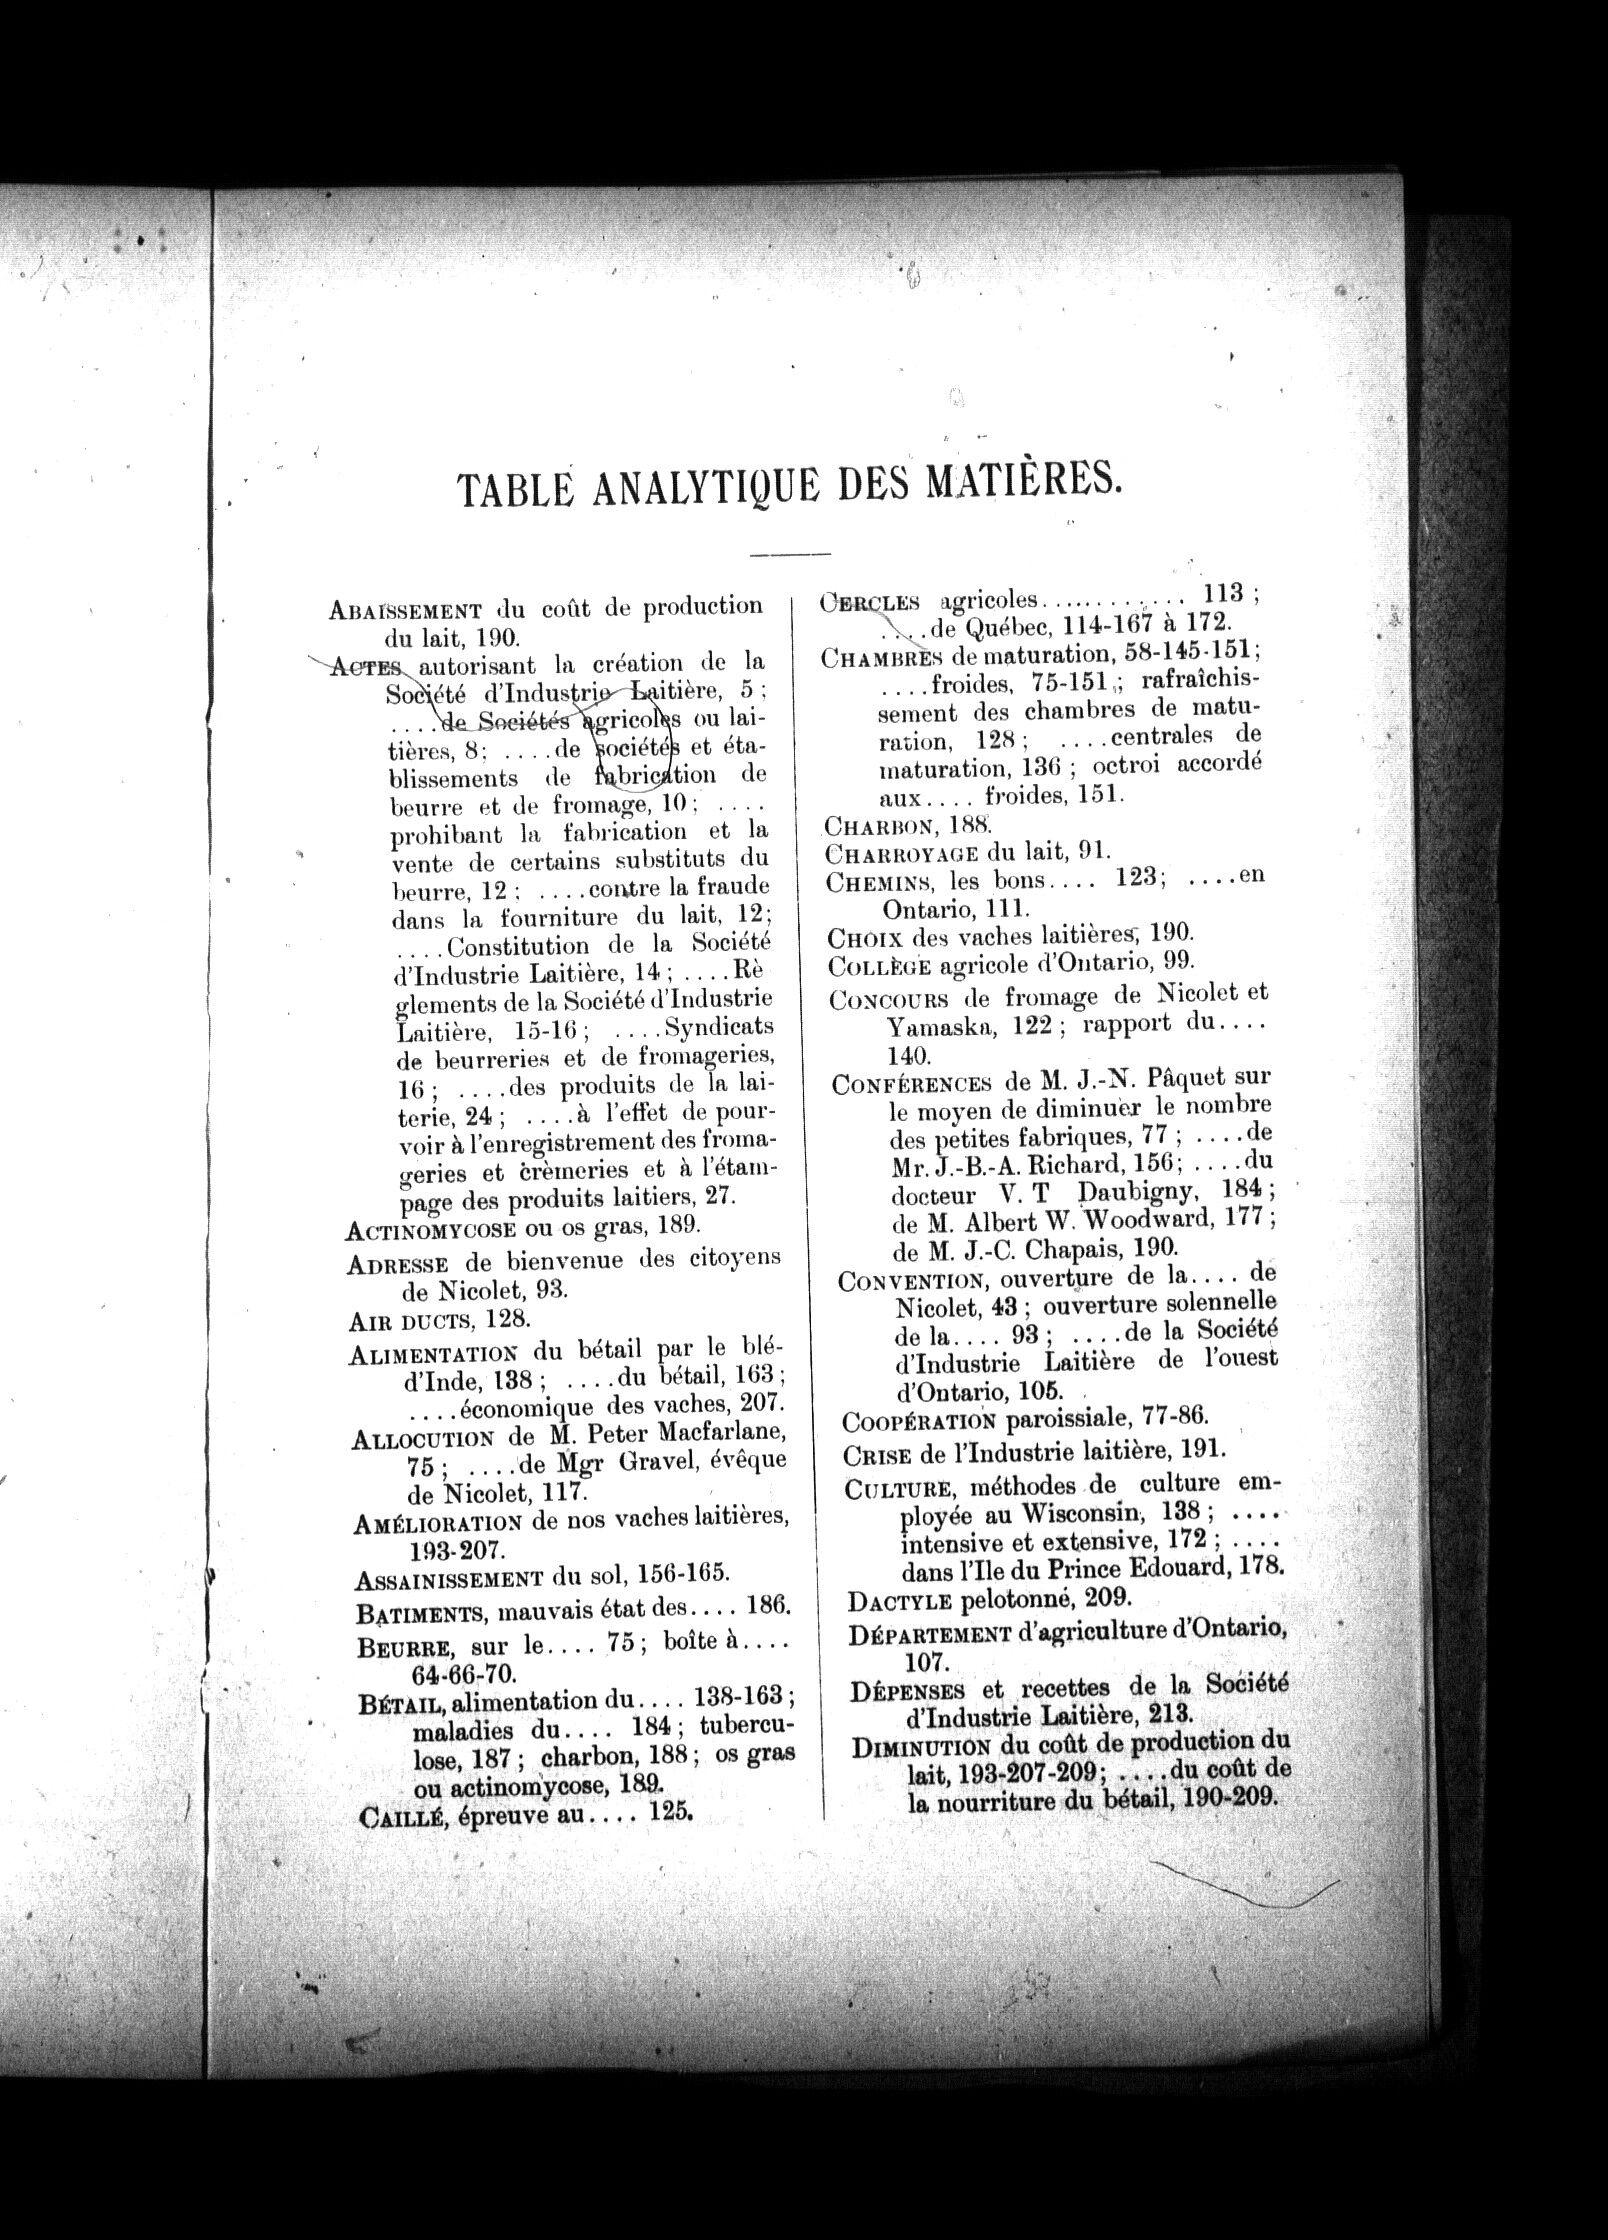 TABLE ANALYTIQUE DES MATIÈRES.
ABAISSEMENT du coût de production
du lait, 190.
ACTES autorisant la création de la
Société d'Industrie Laitière, 5 ;
....de Sociétés agricoles ou lai-
tières, 8; ....de sociétés et éta-
blissements de fabrication de
beurre et de fromage, 10; ....
prohibant la fabrication et la
vente de certains substituts du
beurre, 12 ; ....contre la fraude
dans la fourniture du lait, 12;
....Constitution de la Société
d'Industrie Laitière, 14 ; ....Rè
glements de la Société d'Industrie
Laitière, 15-16 ; ....Syndicats
de beurreries et de fromageries,
16 ; ....des produits de la lai-
terie, 24 ; ....à l'effet de pour-
voir à l'enregistrement des froma-
geries et crèmeries et à l'étam-
page des produits laitiers, 27.
ACTINOMYCOSE ou os gras, 189.
ADRESSE de bienvenue des citoyens
de Nicolet, 93.
AIR DUCTS, 128.
ALIMENTATION du bétail par le blé-
d'Inde, 138 ; ....du bétail, 163 ;
....économique des vaches, 207.
ALLOCUTION de M. Peter Macfarlane,
75 ; ....de Mgr Gravel, évêque
de Nicolet, 117.
AMÉLIORATION de nos vaches laitières,
193-207.
ASSAINISSEMENT du sol, 156-165.
BATIMENTS, mauvais état des.... 186.
BEURRE, sur le.... 75 ; boîte à....
64-66-70.
BÉTAIL, alimentation du.... 138-163 ;
maladies du.... 184 ; tubercu-
lose, 187 ; charbon, 188 ; os gras
ou actinomycose, 189.
CAILLÉ, épreuve au.... 125.
CERCLES agricoles............. 113 ;
....de Québec, 114-167 à 172.
CHAMBRES de maturation, 58-145-151;
....froides, 75-151 ; rafraîchis-
sement des chambres de matu-
ration, 128 ; ....centrales de
maturation, 136 ; octroi accordé
aux.... froides, 151.
CHARBON, 188.
CHARROYAGE du lait, 91.
CHEMINS, les bons.... 123; ....en
Ontario, 111.
CHOIX des vaches laitières, 190.
COLLÈGE agricole d'Ontario, 99.
CONCOURS de fromage de Nicolet et
Yamaska, 122 ; rapport du....
140.
CONFÉRENCES de M. J.-N. Pâquet sur
le moyen de diminuer le nombre
des petites fabriques, 77 ; ....de
Mr. J.-B.-A. Richard, 156; ....du
docteur V. T Daubigny, 184 ;
de M. Albert W. Woodward, 177 ;
de M. J.-C. Chapais, 190.
CONVENTION, ouverture de la.... de
Nicolet, 43 ; ouverture solennelle
de la.... 93 ; ....de la Société
d'Industrie Laitière de l'ouest
d'Ontario, 105.
COOPÉRATION paroissiale, 77-86.
CRISE de l'Industrie laitière, 191.
CULTURE, méthodes de culture em-
ployée au Wisconsin, 138 ; ....
intensive et extensive, 172 ; ....
dans l'Ile du Prince Edouard, 178.
DACTYLE pelotonné, 209.
DÉPARTEMENT d'agriculture d'Ontario,
107.
DÉPENSES et recettes de la Société
d'Industrie Laitière, 213.
DIMINUTION du coût de production du
lait, 193-207-209; ....du coût de
la nourriture du bétail, 190-209.